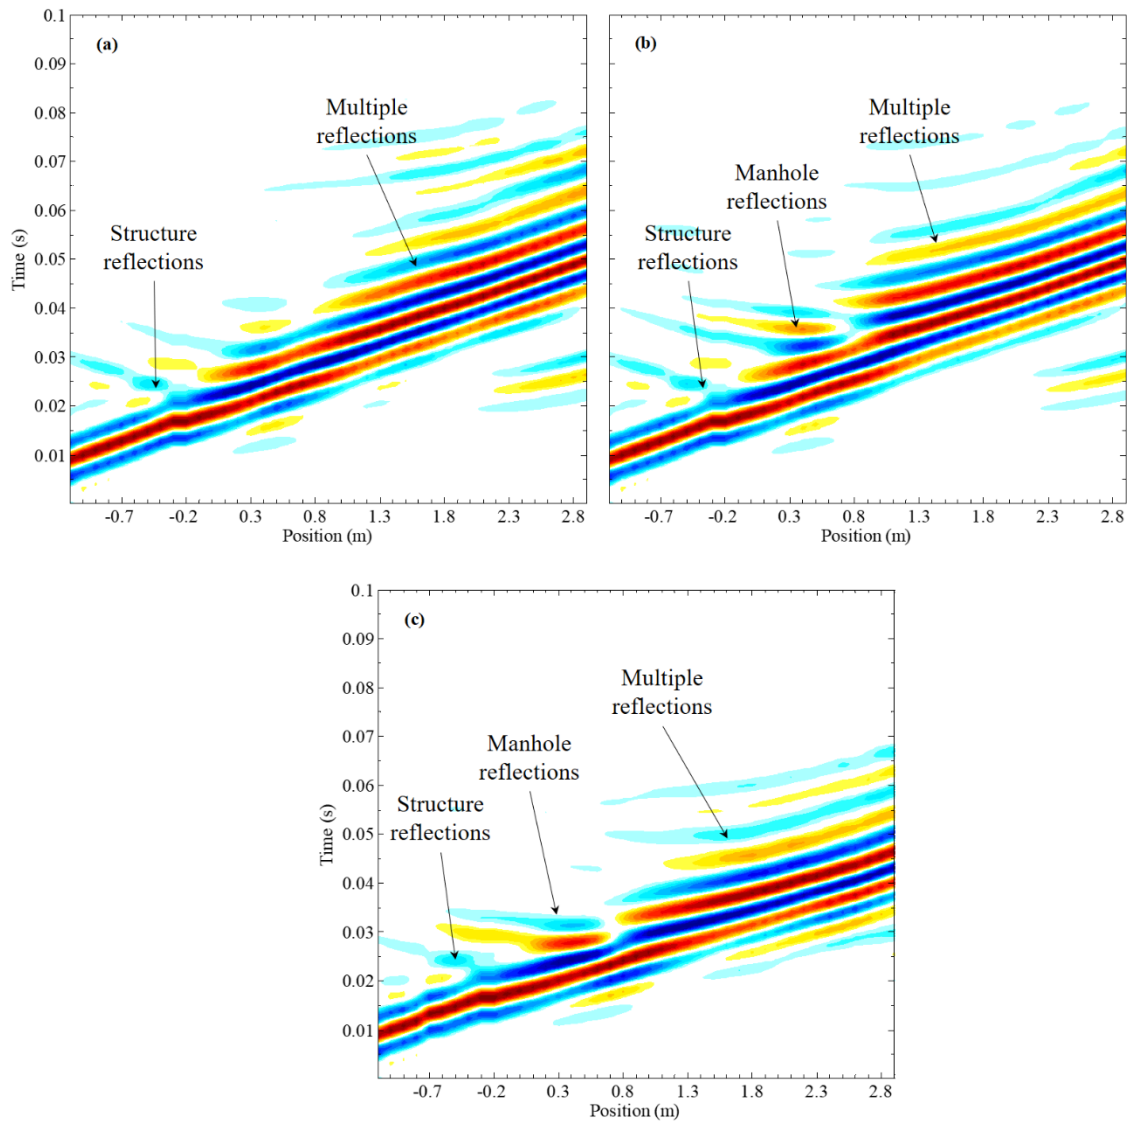 (a)
0.1
0.09
0.08
0.07
0.06
0.05
0.04
0.03
0.02
0.01
Time (s)
Multiple
reflections
Structure
reflections
-0.7 -0.2 0.3 0.8 1.3 1.8 2.3 2.8
Position (m)
(b)
Multiple
reflections
Manhole
reflections
Structure
reflections
-0.7 -0.2 0.3 0.8 1.3 1.8 2.3 2.8
Position (m)
(c)
0.1
0.09
0.08
0.07
0.06
0.05
0.04
0.03
0.02
0.01
Time (s)
Multiple
reflections
Manhole
reflections
Structure
reflections
-0.7 -0.2 0.3 0.8 1.3 1.8 2.3 2.8
Position (m)